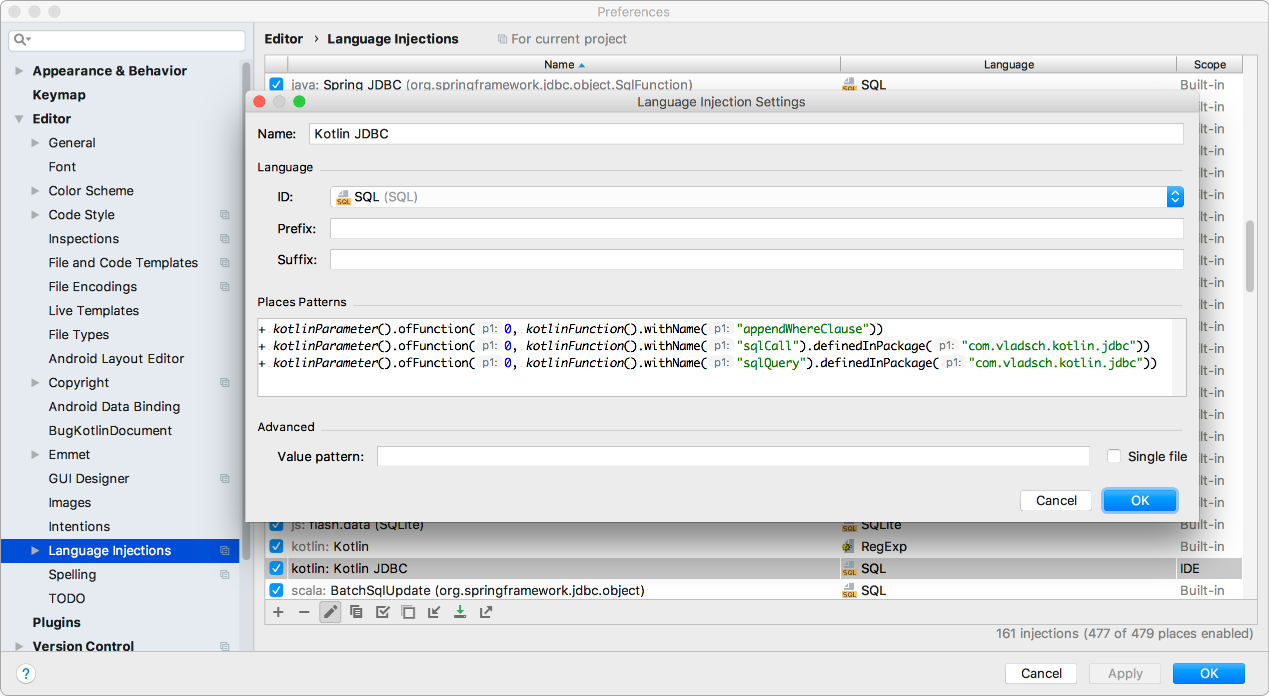 Preferences
Editor › Language Injections For current project
Appearance & Behavior
Keymap
Editor
General
Font
Color Scheme
Code Style
Inspections
File and Code Templates
File Encodings
Live Templates
File Types
Android Layout Editor
Copyright
Android Data Binding
BugKotlinDocument
Emmet
GUI Designer
Images
Intentions
Language Injections
Spelling
TODO
Plugins
Version Control
Name Language Scope
java: Spring JDBC (org.springframework.jdbc.object.SqlFunction) SQL Built-in
Language Injection Settings
Name: Kotlin JDBC
Language
ID: SQL (SQL)
Prefix:
Suffix:
Places Patterns
+ kotlinParameter().ofFunction( p1: 0, kotlinFunction().withName( p1: "appendWhereClause"))
+ kotlinParameter().ofFunction( p1: 0, kotlinFunction().withName( p1: "sqlCall").definedInPackage( p1: "com.vladsch.kotlin.jdbc"))
+ kotlinParameter().ofFunction( p1: 0, kotlinFunction().withName( p1: "sqlQuery").definedInPackage( p1: "com.vladsch.kotlin.jdbc"))
Advanced
Value pattern: Single file
Cancel OK
js: flash.data (SQLite) SQLite Built-in
kotlin: Kotlin RegExp Built-in
kotlin: Kotlin JDBC SQL IDE
scala: BatchSqlUpdate (org.springframework.jdbc.object) SQL Built-in
161 injections (477 of 479 places enabled)
? Cancel Apply OK